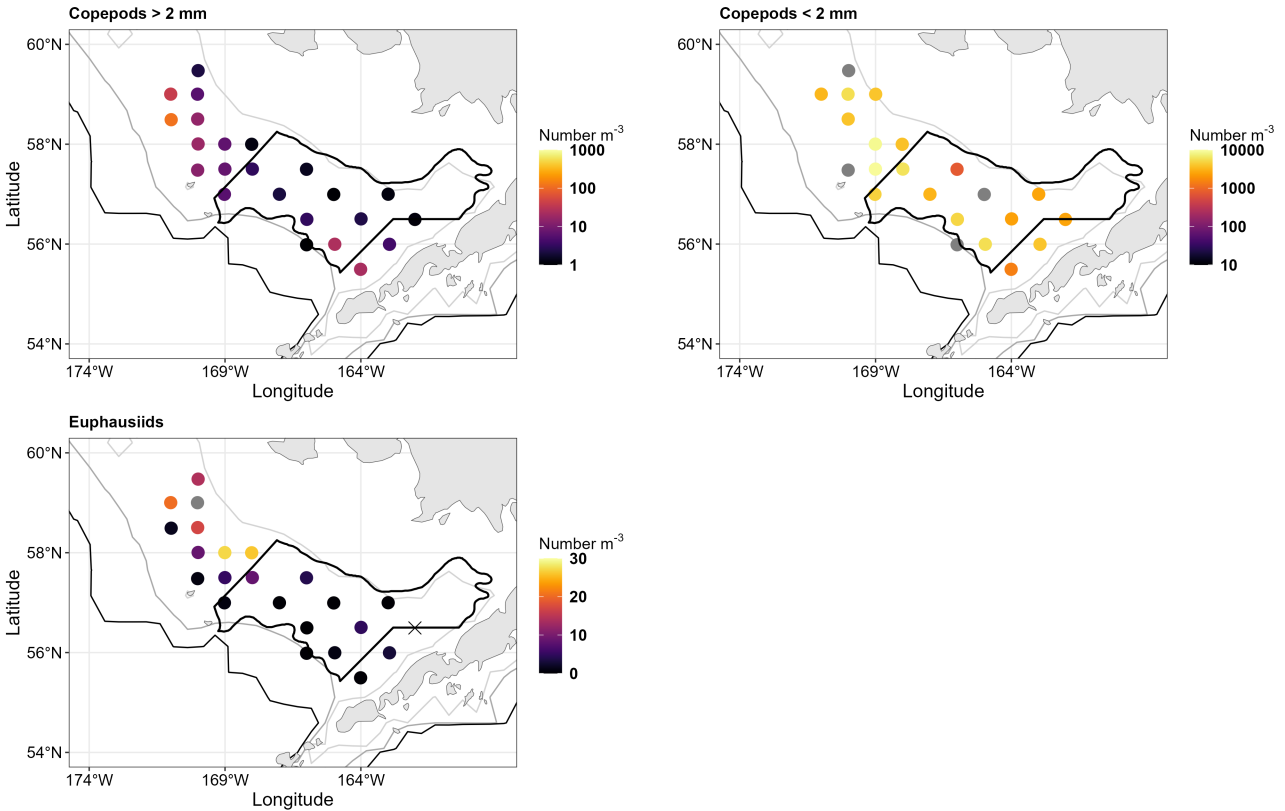 Copepods > 2 mm
60°N
58°N
56°N
54°N
174°W
169°W
164°W
Longitude
Latitude
Number m-3
1000
100
10
1
Copepods < 2 mm
60°N
58°N
56°N
54°N
174°W
169°W
164°W
Longitude
Number m-3
10000
1000
100
10
Euphausiids
60°N
58°N
56°N
54°N
174°W
169°W
164°W
Longitude
Latitude
Number m-3
30
20
10
0